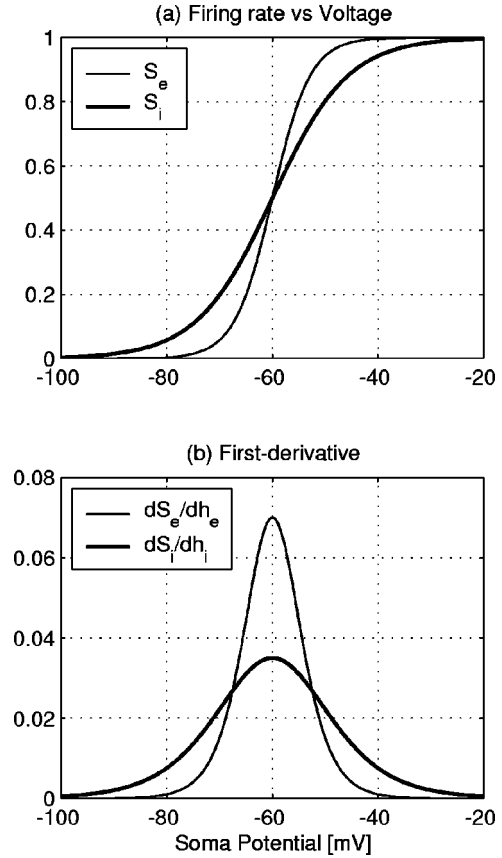 (a) Firing rate vs Voltage
1
S_e
S_i
0.8
0.6
0.4
0.2
0
-100 -80 -60 -40 -20
(b) First-derivative
0.08
dS_e/dh_e
dS_i/dh_i
0.06
0.04
0.02
0
-100 -80 -60 -40 -20
Soma Potential [mV]